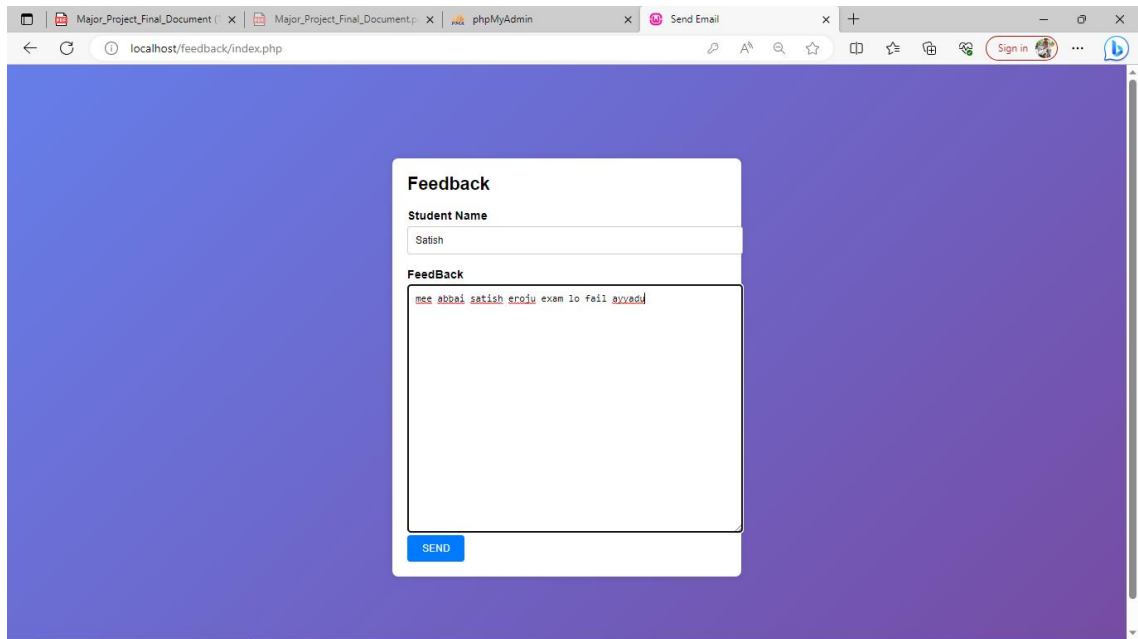 Major_Project_Final_Document (
Major_Project_Final_Document.p
phpMyAdmin
Send Email
localhost/feedback/index.php
Sign in
Feedback
Student Name
Satish
FeedBack
mee abbai satish eroju exam lo fail ayyadu
SEND